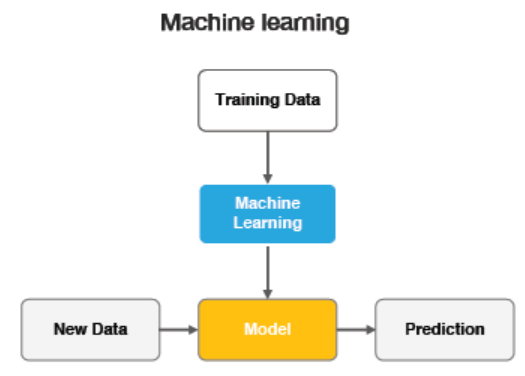 Machine learning
Training Data
Machine
Learning
New Data
Model
Prediction